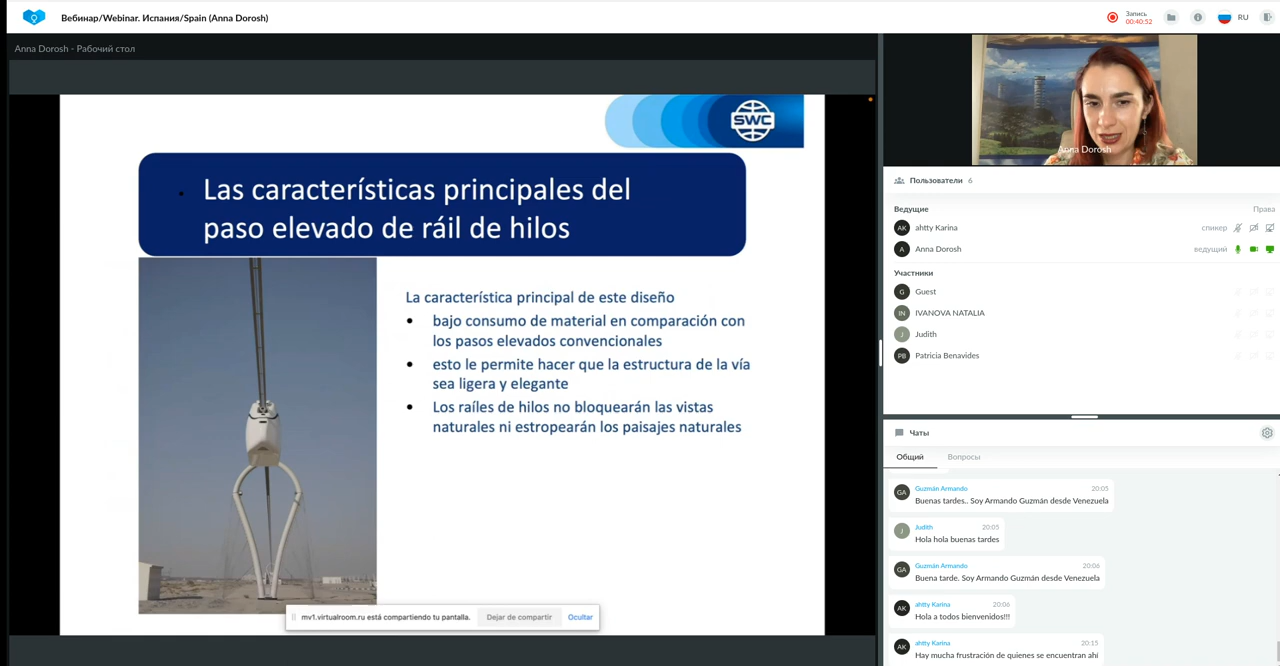 Вебинар/Webinar. Испания/Spain (Anna Dorosh)
Запись
00:40:52
RU
Anna Dorosh - Рабочий стол
SWC
Las características principales del
paso elevado de ráil de hilos
La característica principal de este diseño
bajo consumo de material en comparación con
los pasos elevados convencionales
esto le permite hacer que la estructura de la vía
sea ligera y elegante
Los raíles de hilos no bloquearán las vistas
naturales ni estropearán los paisajes naturales
mv1.virtualroom.ru está compartiendo tu pantalla.
Dejar de compartir
Ocultar
Anna Dorosh
Пользователи 6
Ведущие
Права
AK
ahtty Karina
спикер
A
Anna Dorosh
ведущий
Участники
G
Guest
IN
IVANOVA NATALIA
J
Judith
PB
Patricia Benavides
Чаты
Общий
Вопросы
GA
Guzmán Armando
20:05
Buenas tardes.. Soy Armando Guzmán desde Venezuela
J
Judith
20:05
Hola hola buenas tardes
GA
Guzmán Armando
20:06
Buena tarde. Soy Armando Guzmán desde Venezuela
AK
ahtty Karina
20:06
Hola a todos bienvenidos!!!
AK
ahtty Karina
20:15
Hay mucha frustración de quienes se encuentran ahí